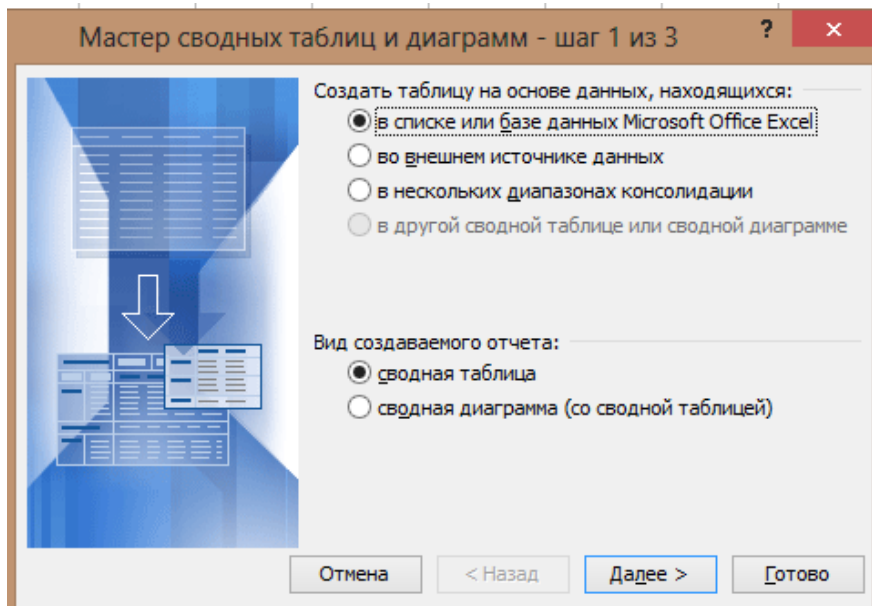 Мастер сводных таблиц и диаграмм - шаг 1 из 3
?
×
Создать таблицу на основе данных, находящихся:
в списке или базе данных Microsoft Office Excel
во внешнем источнике данных
в нескольких диапазонах консолидации
в другой сводной таблице или сводной диаграмме
Вид создаваемого отчета:
сводная таблица
сводная диаграмма (со сводной таблицей)
Отмена
< Назад
Далее >
Готово